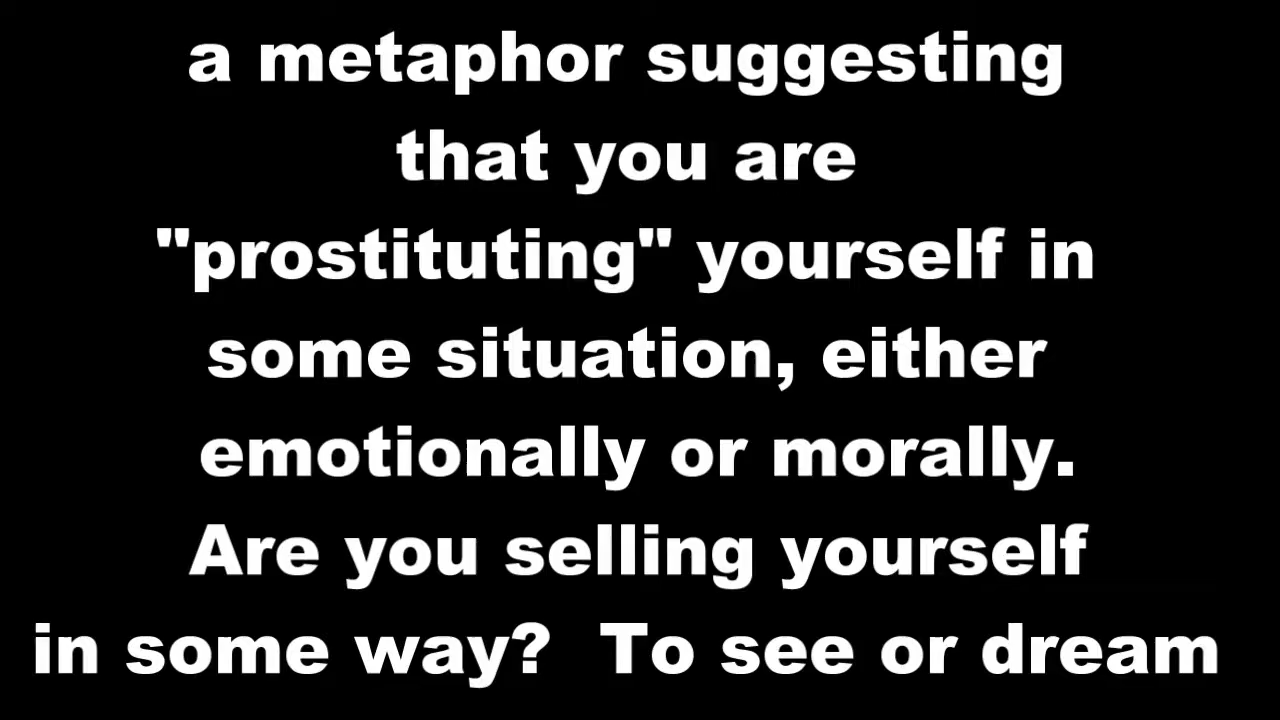 a metaphor suggesting
that you are
"prostituting" yourself in
some situation, either
emotionally or morally.
Are you selling yourself
in some way?  To see or dream